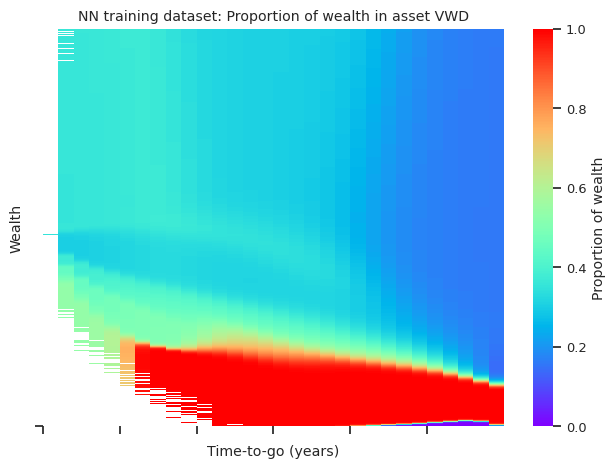 NN training dataset: Proportion of wealth in asset VWD
Wealth
Time-to-go (years)
1.0
0.8
0.6
0.4
0.2
0.0
Proportion of wealth